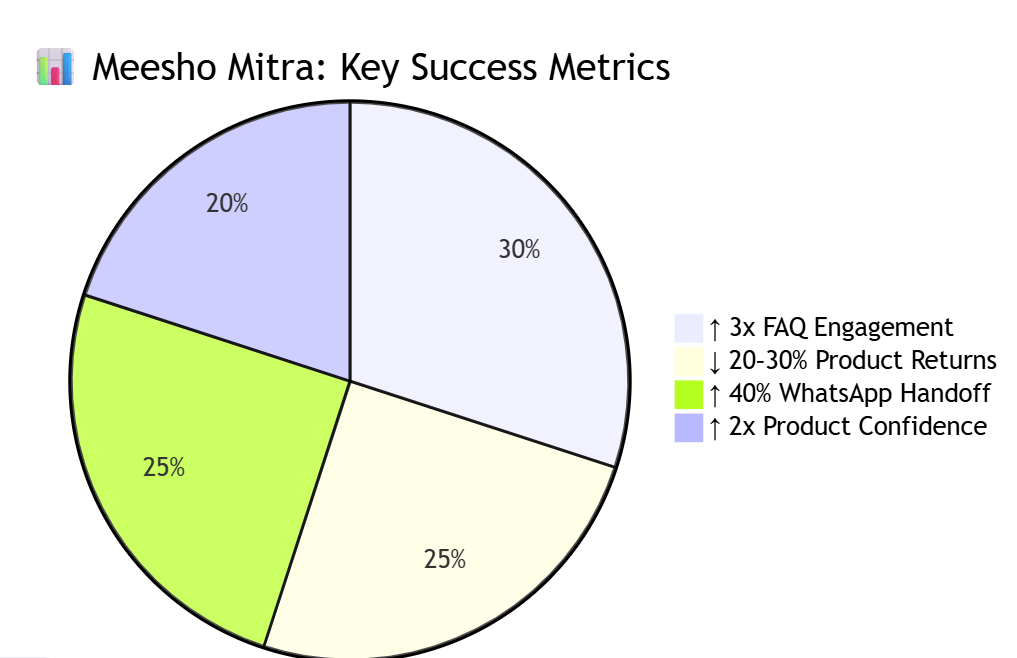 📊 Meesho Mitra: Key Success Metrics
20%
30%
25%
25%
↑ 3x FAQ Engagement
↓ 20-30% Product Returns
↑ 40% WhatsApp Handoff
↑ 2x Product Confidence